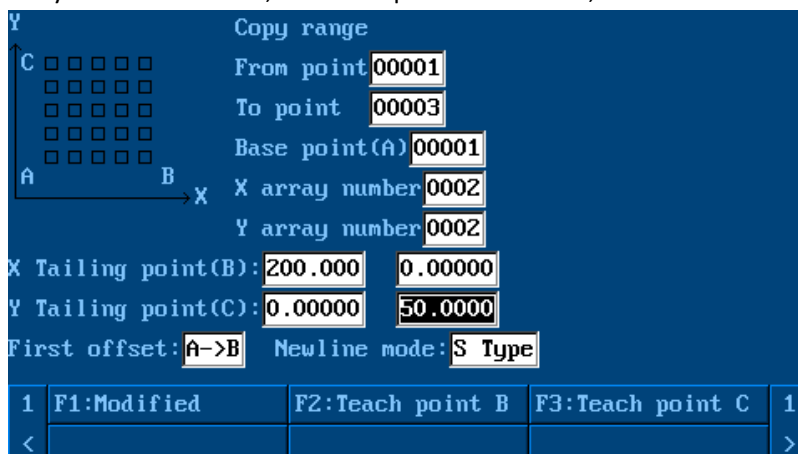 Y
Copy range
C
From point 00001
To point 00003
Base point(A) 00001
A B X
X array number 0002
Y array number 0002
X Tailing point(B): 200.000 0.00000
Y Tailing point(C): 0.00000 50.0000
First offset: A->B Newline mode: S Type
1 F1:Modified F2:Teach point B F3:Teach point C 1
< >